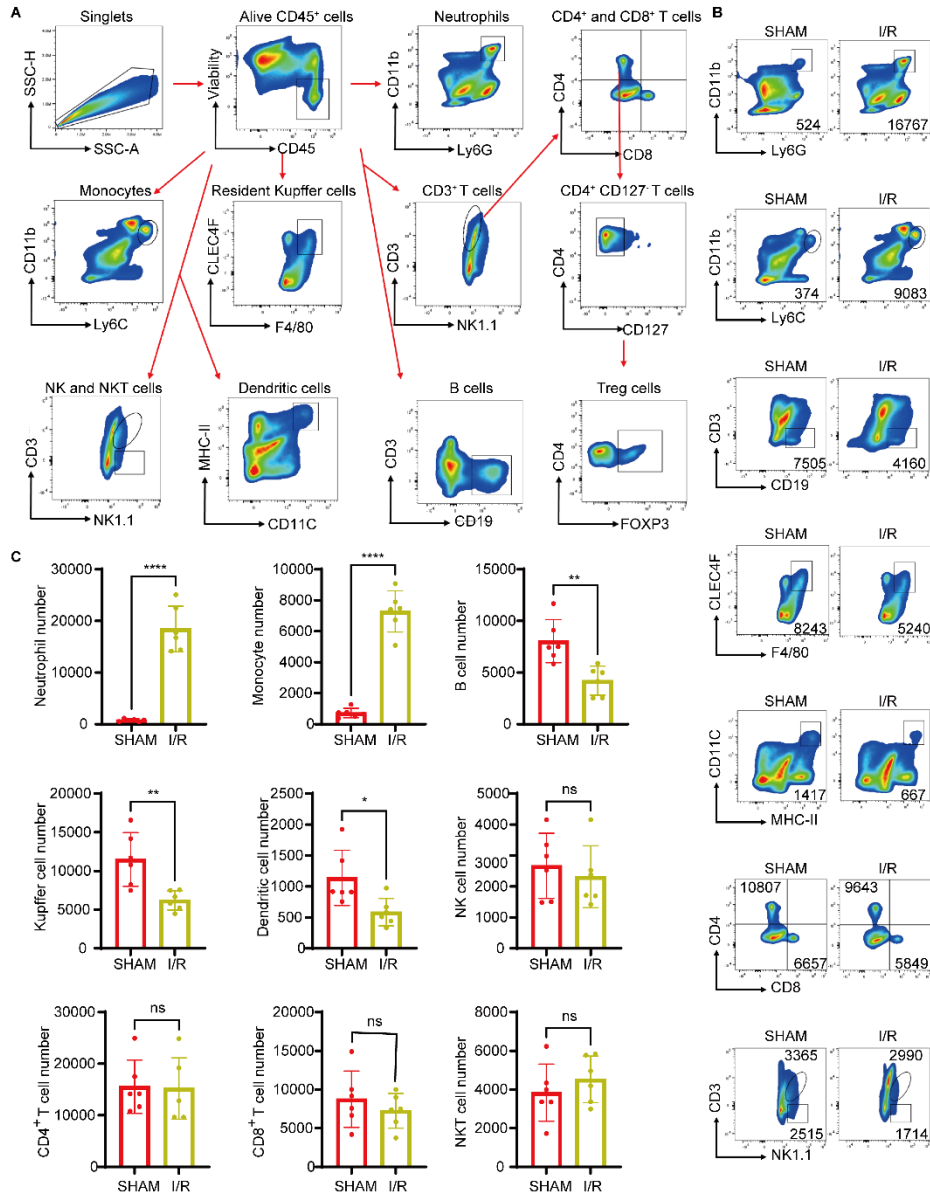 A
Singlets
SSC-H
SSC-A
Alive CD45⁺ cells
Viability
CD45
Neutrophils
CD11b
Ly6G
CD4⁺ and CD8⁺ T cells
CD4
CD8
Monocytes
CD11b
Ly6C
Resident Kupffer cells
CLEC4F
F4/80
CD3⁺ T cells
CD3
NK1.1
CD4⁺ CD127⁻ T cells
CD4
CD127
NK and NKT cells
CD3
NK1.1
Dendritic cells
MHC-II
CD11C
B cells
CD3
CD19
Treg cells
CD4
FOXP3
B
SHAM I/R
CD11b
524 16767
Ly6G
SHAM I/R
CD11b
374 9083
Ly6C
SHAM I/R
CD3
7505 4160
CD19
SHAM I/R
CLEC4F
8243 5240
F4/80
SHAM I/R
CD11C
1417 667
MHC-II
SHAM I/R
10807 9643
CD4
6657 5849
CD8
SHAM I/R
3365 2990
CD3
2515 1714
NK1.1
C
Neutrophil number
30000
20000
10000
0
****
SHAM I/R
Monocyte number
10000
8000
6000
4000
2000
0
****
SHAM I/R
B cell number
15000
10000
5000
0
**
SHAM I/R
Kupffer cell number
20000
15000
10000
5000
0
**
SHAM I/R
Dendritic cell number
2500
2000
1500
1000
500
0
*
SHAM I/R
NK cell number
5000
4000
3000
2000
1000
0
ns
SHAM I/R
CD4⁺T cell number
30000
20000
10000
0
ns
SHAM I/R
CD8⁺T cell number
20000
15000
10000
5000
0
ns
SHAM I/R
NKT cell number
8000
6000
4000
2000
0
ns
SHAM I/R